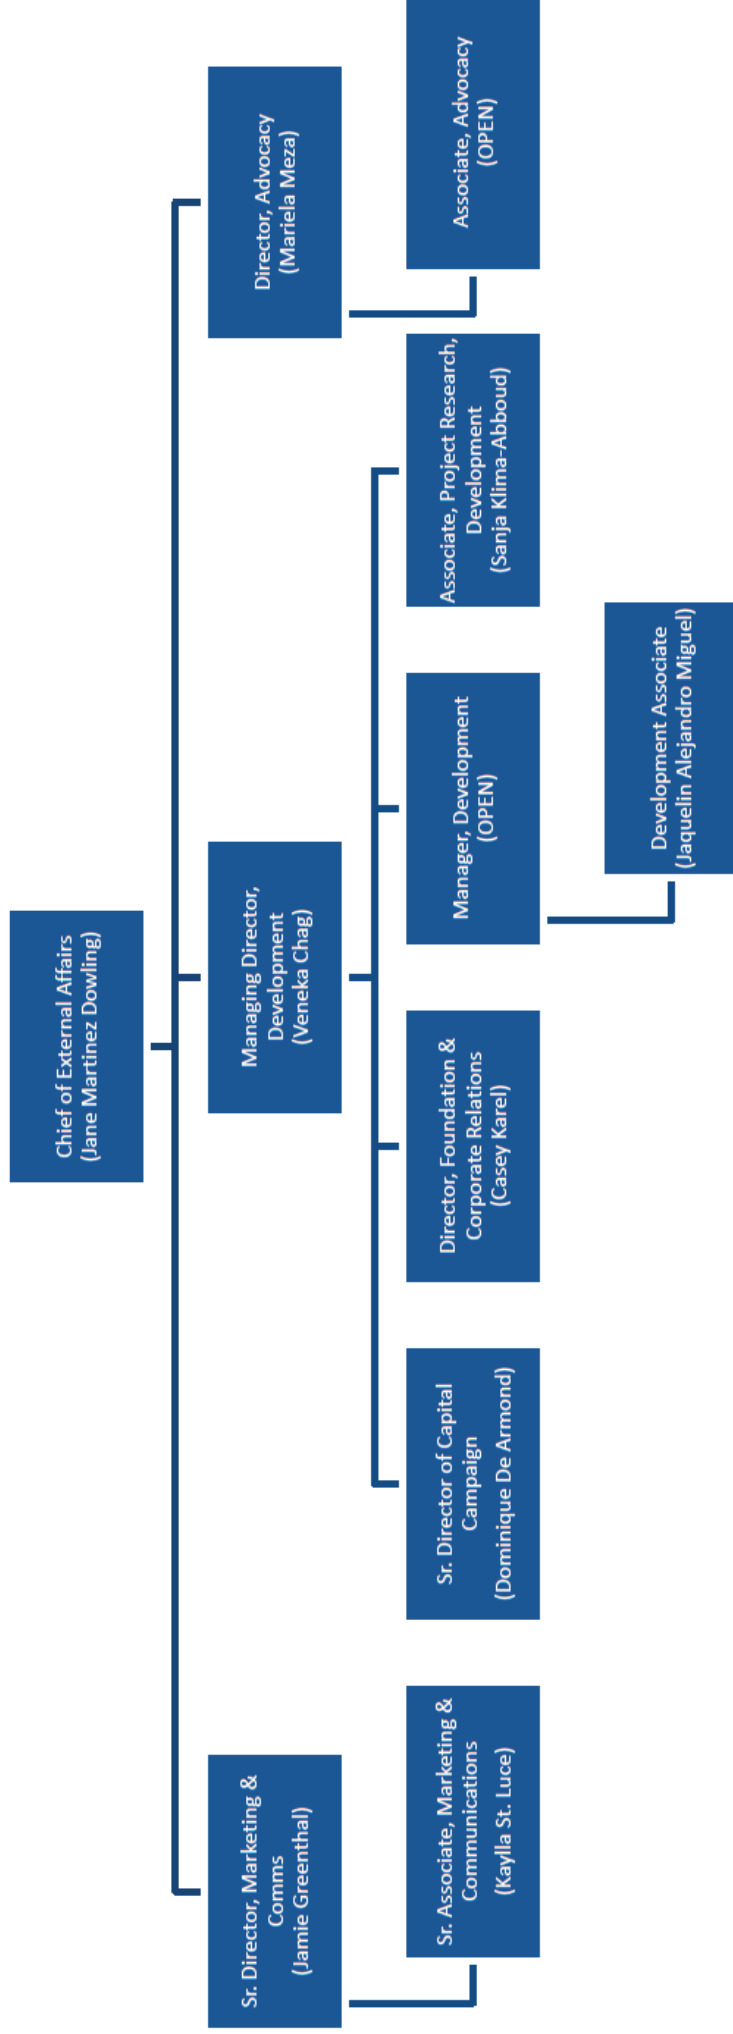 Chief of External Affairs
(Jane Martinez Dowling)
Sr. Director, Marketing &
Comms
(Jamie Greenthal)
Managing Director,
Development
(Veneka Chag)
Director, Advocacy
(Mariela Meza)
Sr. Associate, Marketing &
Communications
(Kaylla St. Luce)
Sr. Director of Capital
Campaign
(Dominique De Armond)
Director, Foundation &
Corporate Relations
(Casey Karel)
Manager, Development
(OPEN)
Associate, Project Research,
Development
(Sanja Klima-Abboud)
Associate, Advocacy
(OPEN)
Development Associate
(Jaquelin Alejandro Miguel)